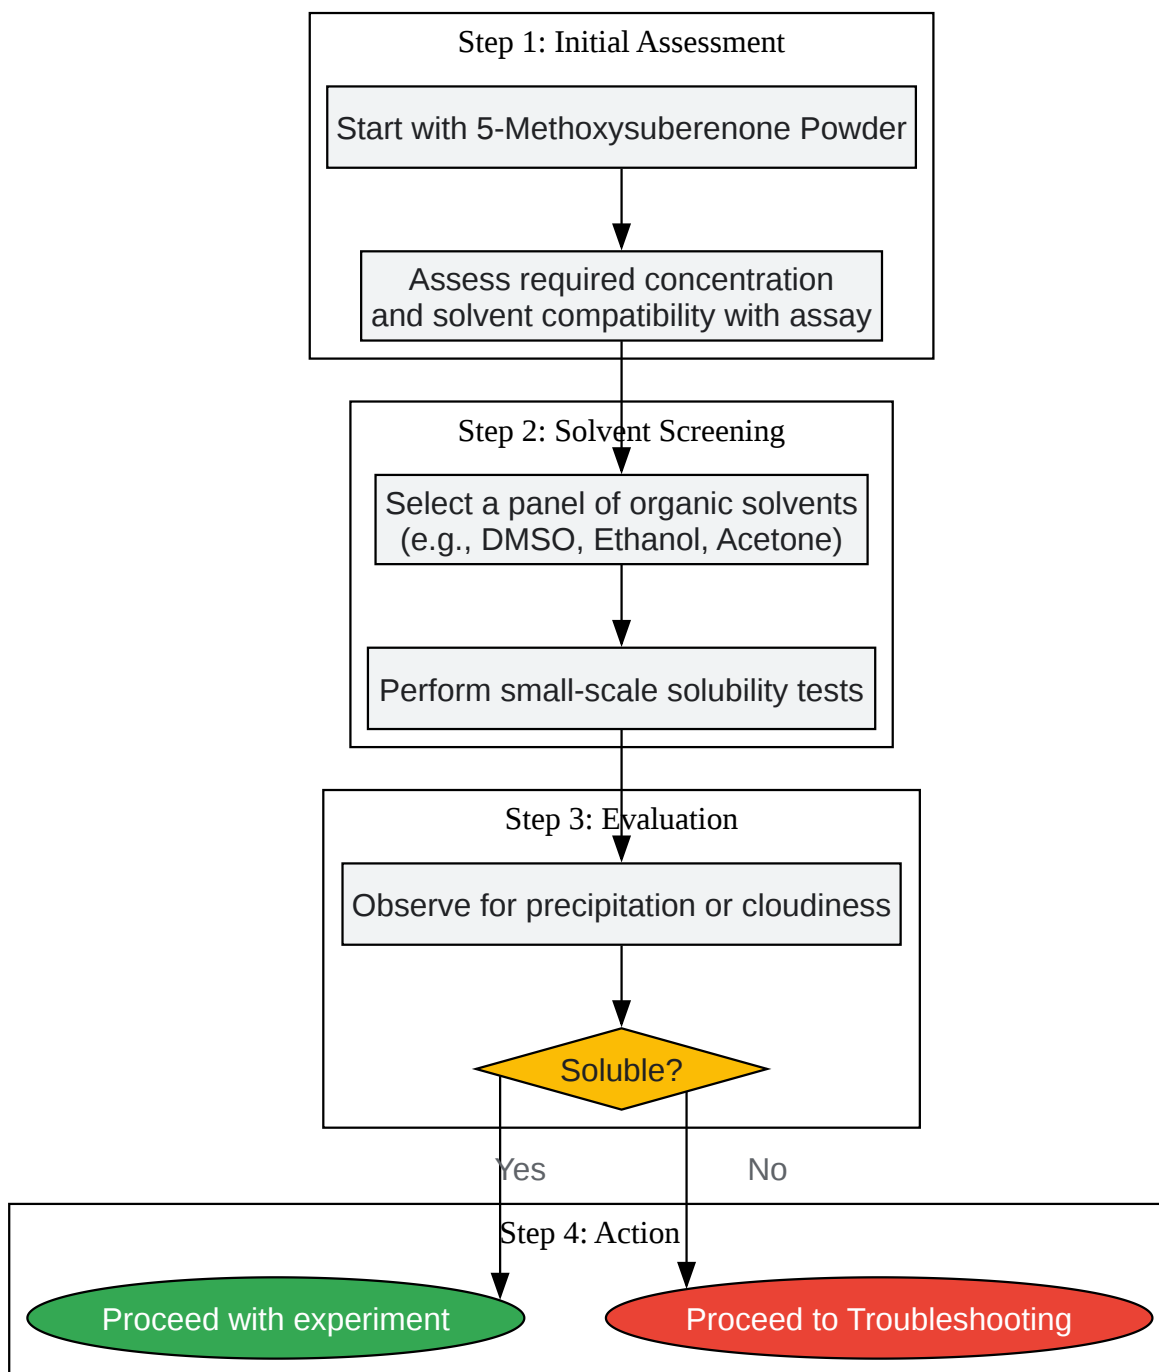 Step 1: Initial Assessment
Start with 5-Methoxysuberenone Powder
Assess required concentration
and solvent compatibility with assay
Step 2: Solvent Screening
Select a panel of organic solvents
(e.g., DMSO, Ethanol, Acetone)
Perform small-scale solubility tests
Step 3: Evaluation
Observe for precipitation or cloudiness
Soluble?
Yes
No
Step 4: Action
Proceed with experiment
Proceed to Troubleshooting